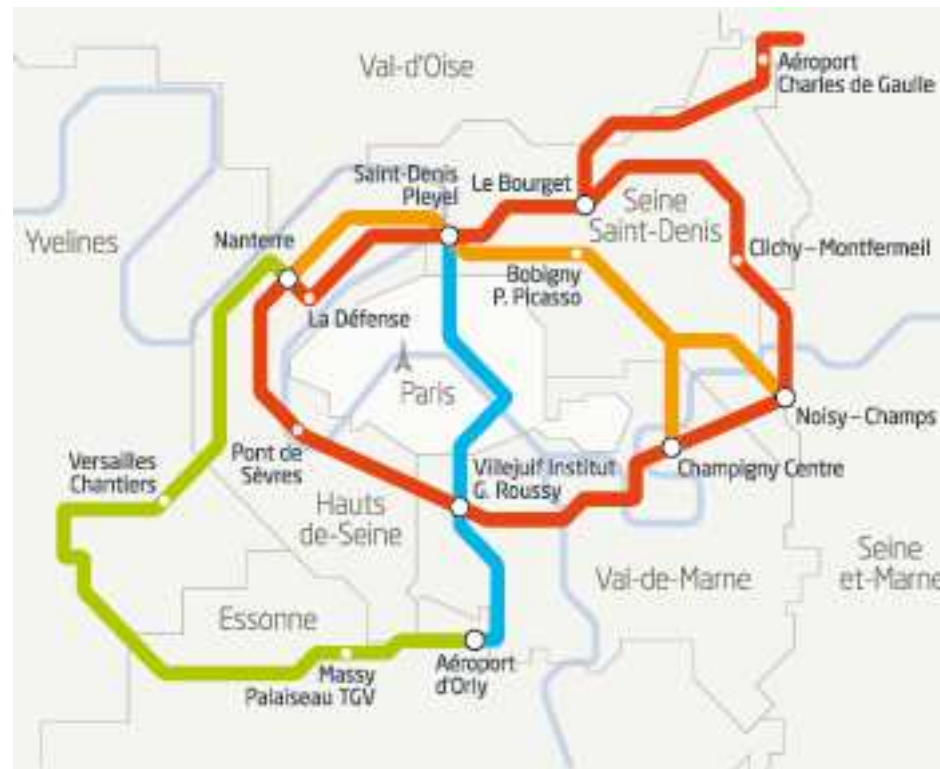 Val-d'Oise
Aéroport
Charles de Gaulle
Saint-Denis
Pleyel
Le Bourget
Seine
Saint-Denis
Yvelines
Nanterre
Clichy – Montfermeil
Bobigny
P. Picasso
La Défense
Paris
Noisy – Champs
Pont de
Sèvres
Versailles
Chantiers
Villejuif Institut
G. Roussy
Champigny Centre
Hauts
de-Seine
Seine
et-Marne
Val-de-Marne
Essonne
Aéroport
d'Orly
Massy
Palaiseau TGV